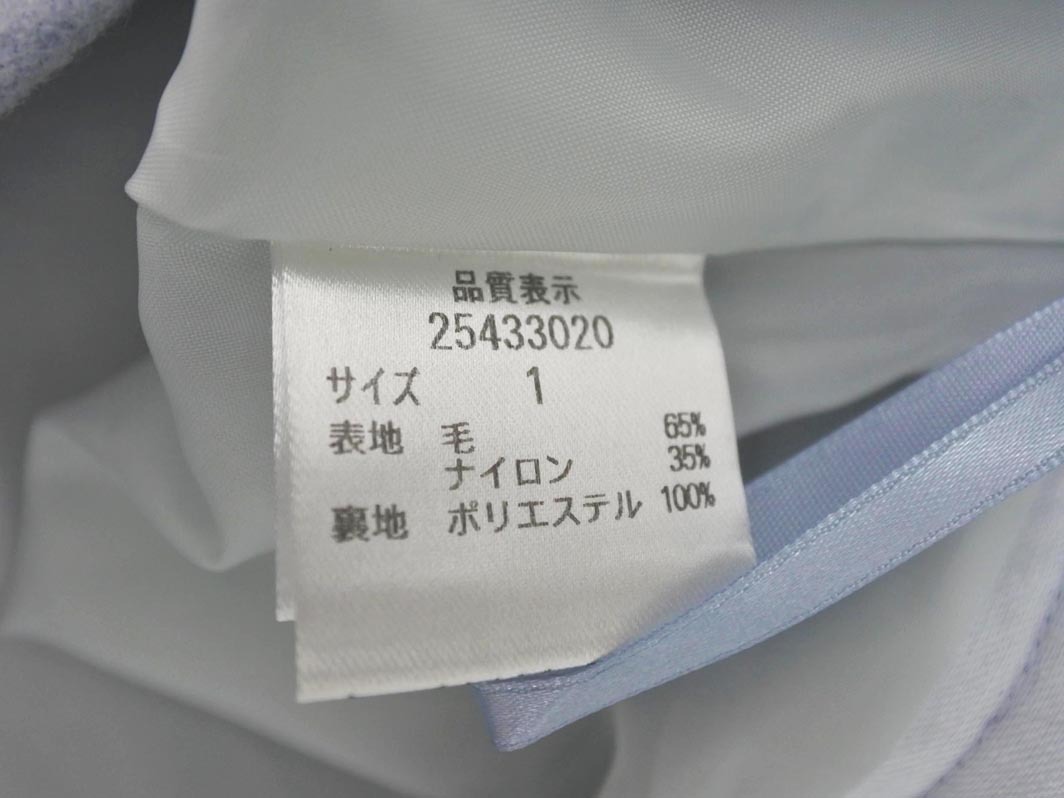 品質表示
25433020
サイズ 1
表地 毛 65%
ナイロン 35%
裏地 ポリエステル 100%